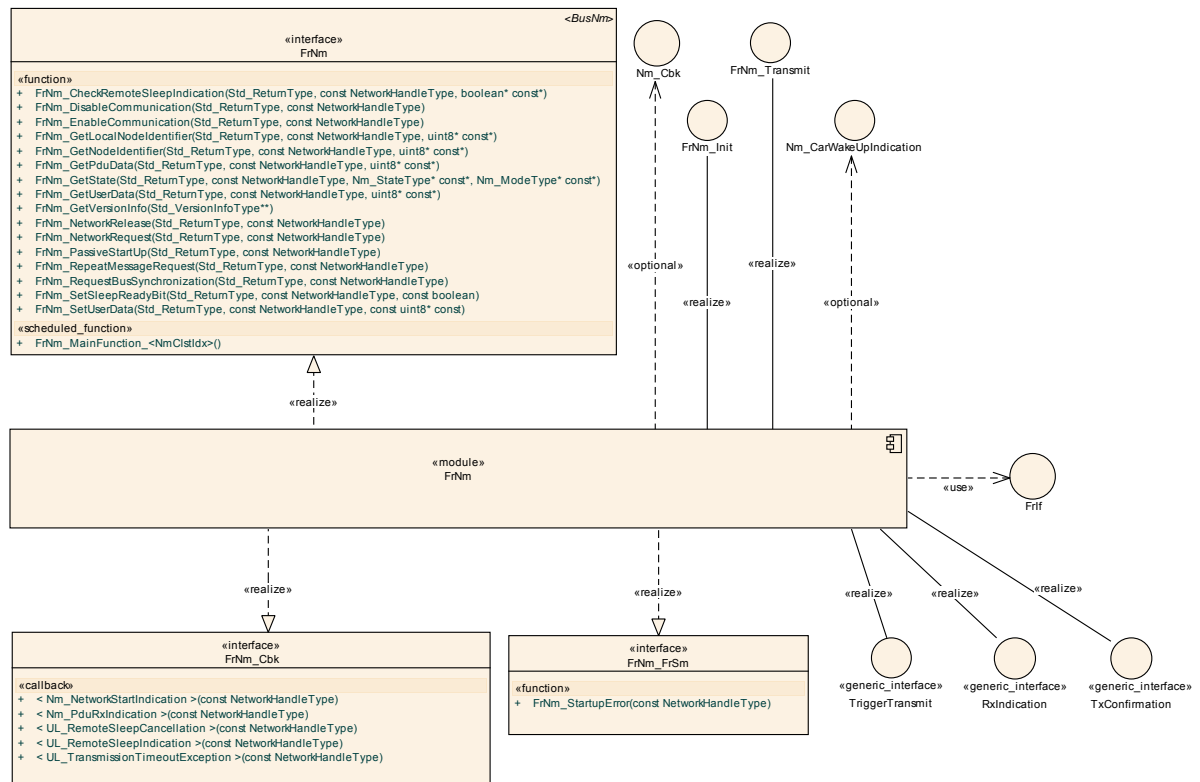 <BusNm>
«interface»
FrNm
«function»
+ FrNm_CheckRemoteSleepIndication(Std_ReturnType, const NetworkHandleType, boolean* const*)
+ FrNm_DisableCommunication(Std_ReturnType, const NetworkHandleType)
+ FrNm_EnableCommunication(Std_ReturnType, const NetworkHandleType)
+ FrNm_GetLocalNodeIdentifier(Std_ReturnType, const NetworkHandleType, uint8* const*)
+ FrNm_GetNodeIdentifier(Std_ReturnType, const NetworkHandleType, uint8* const*)
+ FrNm_GetPduData(Std_ReturnType, const NetworkHandleType, uint8* const*)
+ FrNm_GetState(Std_ReturnType, const NetworkHandleType, Nm_StateType* const*, Nm_ModeType* const*)
+ FrNm_GetUserData(Std_ReturnType, const NetworkHandleType, uint8* const*)
+ FrNm_GetVersionInfo(Std_VersionInfoType**)
+ FrNm_NetworkRelease(Std_ReturnType, const NetworkHandleType)
+ FrNm_NetworkRequest(Std_ReturnType, const NetworkHandleType)
+ FrNm_PassiveStartUp(Std_ReturnType, const NetworkHandleType)
+ FrNm_RepeatMessageRequest(Std_ReturnType, const NetworkHandleType)
+ FrNm_RequestBusSynchronization(Std_ReturnType, const NetworkHandleType)
+ FrNm_SetSleepReadyBit(Std_ReturnType, const NetworkHandleType, const boolean)
+ FrNm_SetUserData(Std_ReturnType, const NetworkHandleType, const uint8* const)
«scheduled_function»
+ FrNm_MainFunction_<NmClstIdx>()
Nm_Cbk
FrNm_Transmit
FrNm_Init
Nm_CarWakeUpIndication
«optional»
«realize»
«realize»
«optional»
«realize»
«module»
FrNm
«use»
FrIf
«realize»
«realize»
«realize»
«realize»
«realize»
«interface»
FrNm_Cbk
«callback»
+ < Nm_NetworkStartIndication >(const NetworkHandleType)
+ < Nm_PduRxIndication >(const NetworkHandleType)
+ < UL_RemoteSleepCancellation >(const NetworkHandleType)
+ < UL_RemoteSleepIndication >(const NetworkHandleType)
+ < UL_TransmissionTimeoutException >(const NetworkHandleType)
«interface»
FrNm_FrSm
«function»
+ FrNm_StartupError(const NetworkHandleType)
«generic_interface»
TriggerTransmit
«generic_interface»
RxIndication
«generic_interface»
TxConfirmation